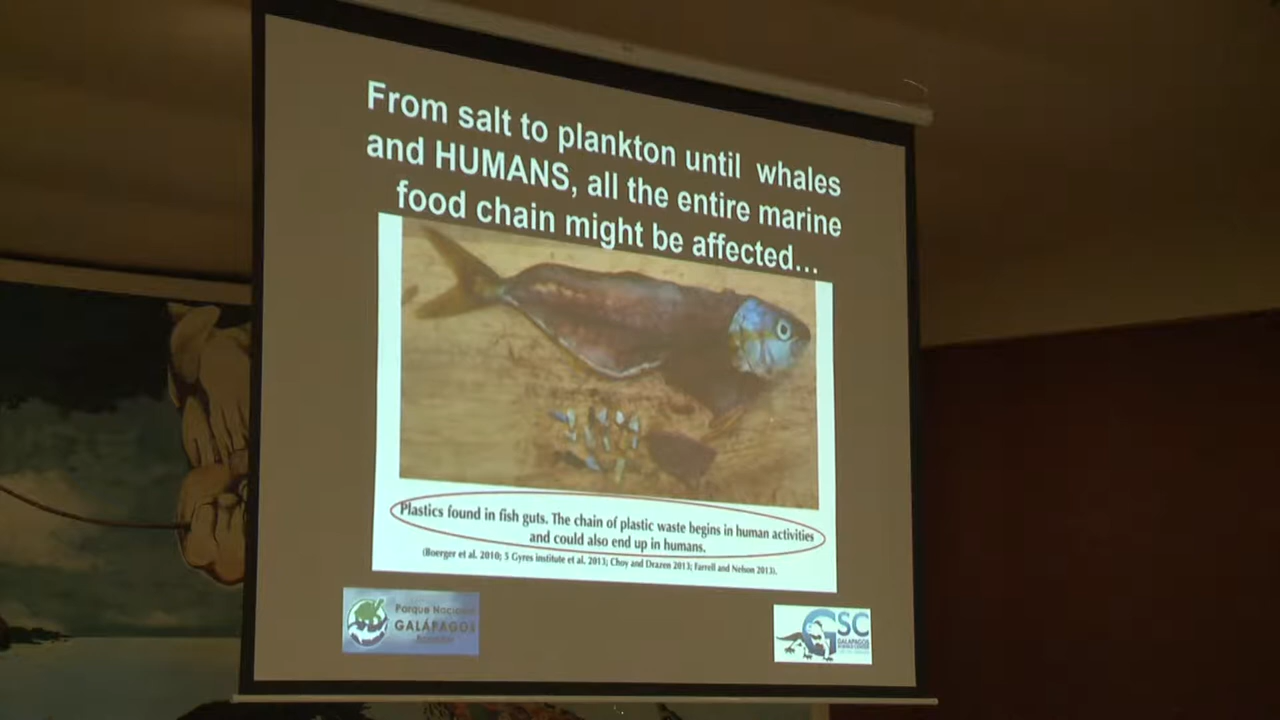 From salt to plankton until whales
and HUMANS, all the entire marine
food chain might be affected...
Plastics found in fish guts. The chain of plastic waste begins in human activities
and could also end up in humans.
(Boerger et al. 2010; 5 Gyres institute et al. 2013; Choy and Drazen 2013; Farrell and Nelson 2013).
Parque Nacional
GALÁPAGOS
GSC
GALAPAGOS